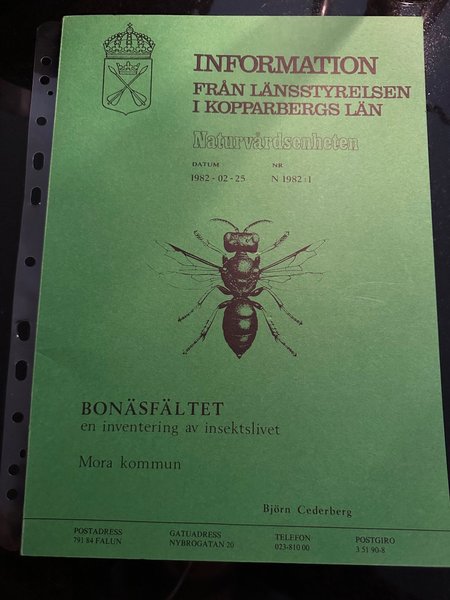 INFORMATION
FRÅN LÄNSSTYRELSEN
I KOPPARBERGS LÄN
Naturvårdsenheten
DATUM NR
1982-02-25 N 1982:1
BONÄSFÄLTET
en inventering av insektslivet
Mora kommun
Björn Cederberg
POSTADRESS GATUADRESS TELEFON POSTGIRO
791 84 FALUN NYBROGATAN 20 023-810 00 3 51 90-8